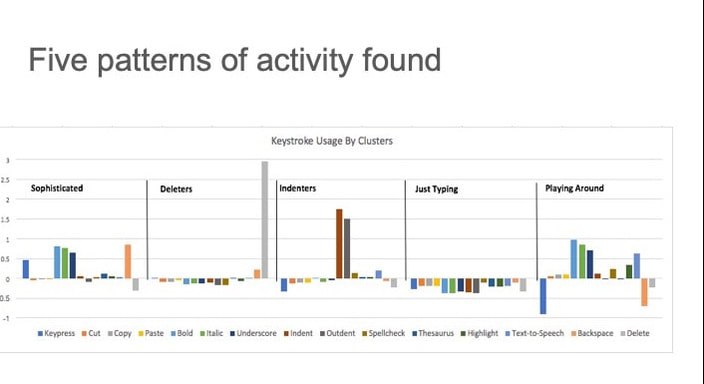 Five patterns of activity found
Keystroke Usage By Clusters
3
2.5
2
1.5
1
0.5
0
0.5
-1
Sophisticated
Deleters
Indenters
Just Typing
Playing Around
Keypress Cut Copy Paste Bold Italic Underscore Indent Outdent Spellcheck Thesaurus Highlight Text-to-Speech Backspace Delete